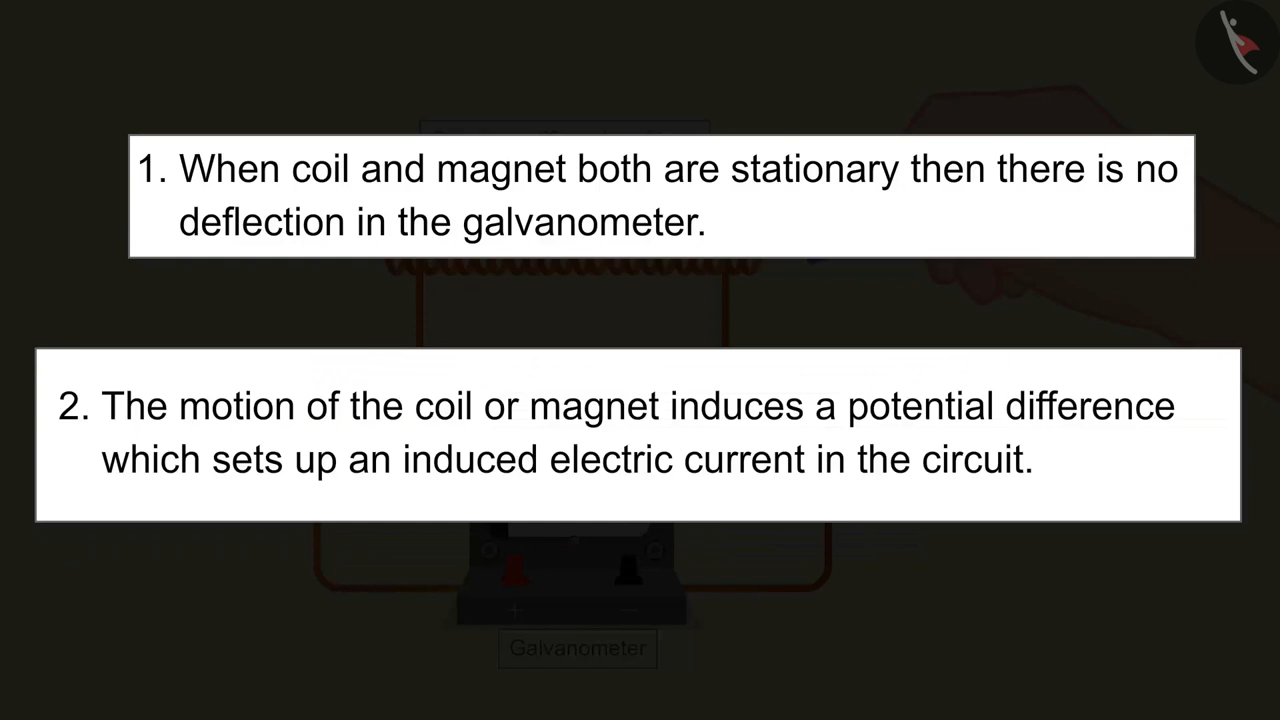 1. When coil and magnet both are stationary then there is no
deflection in the galvanometer.
2. The motion of the coil or magnet induces a potential difference
which sets up an induced electric current in the circuit.
+ −
Galvanometer